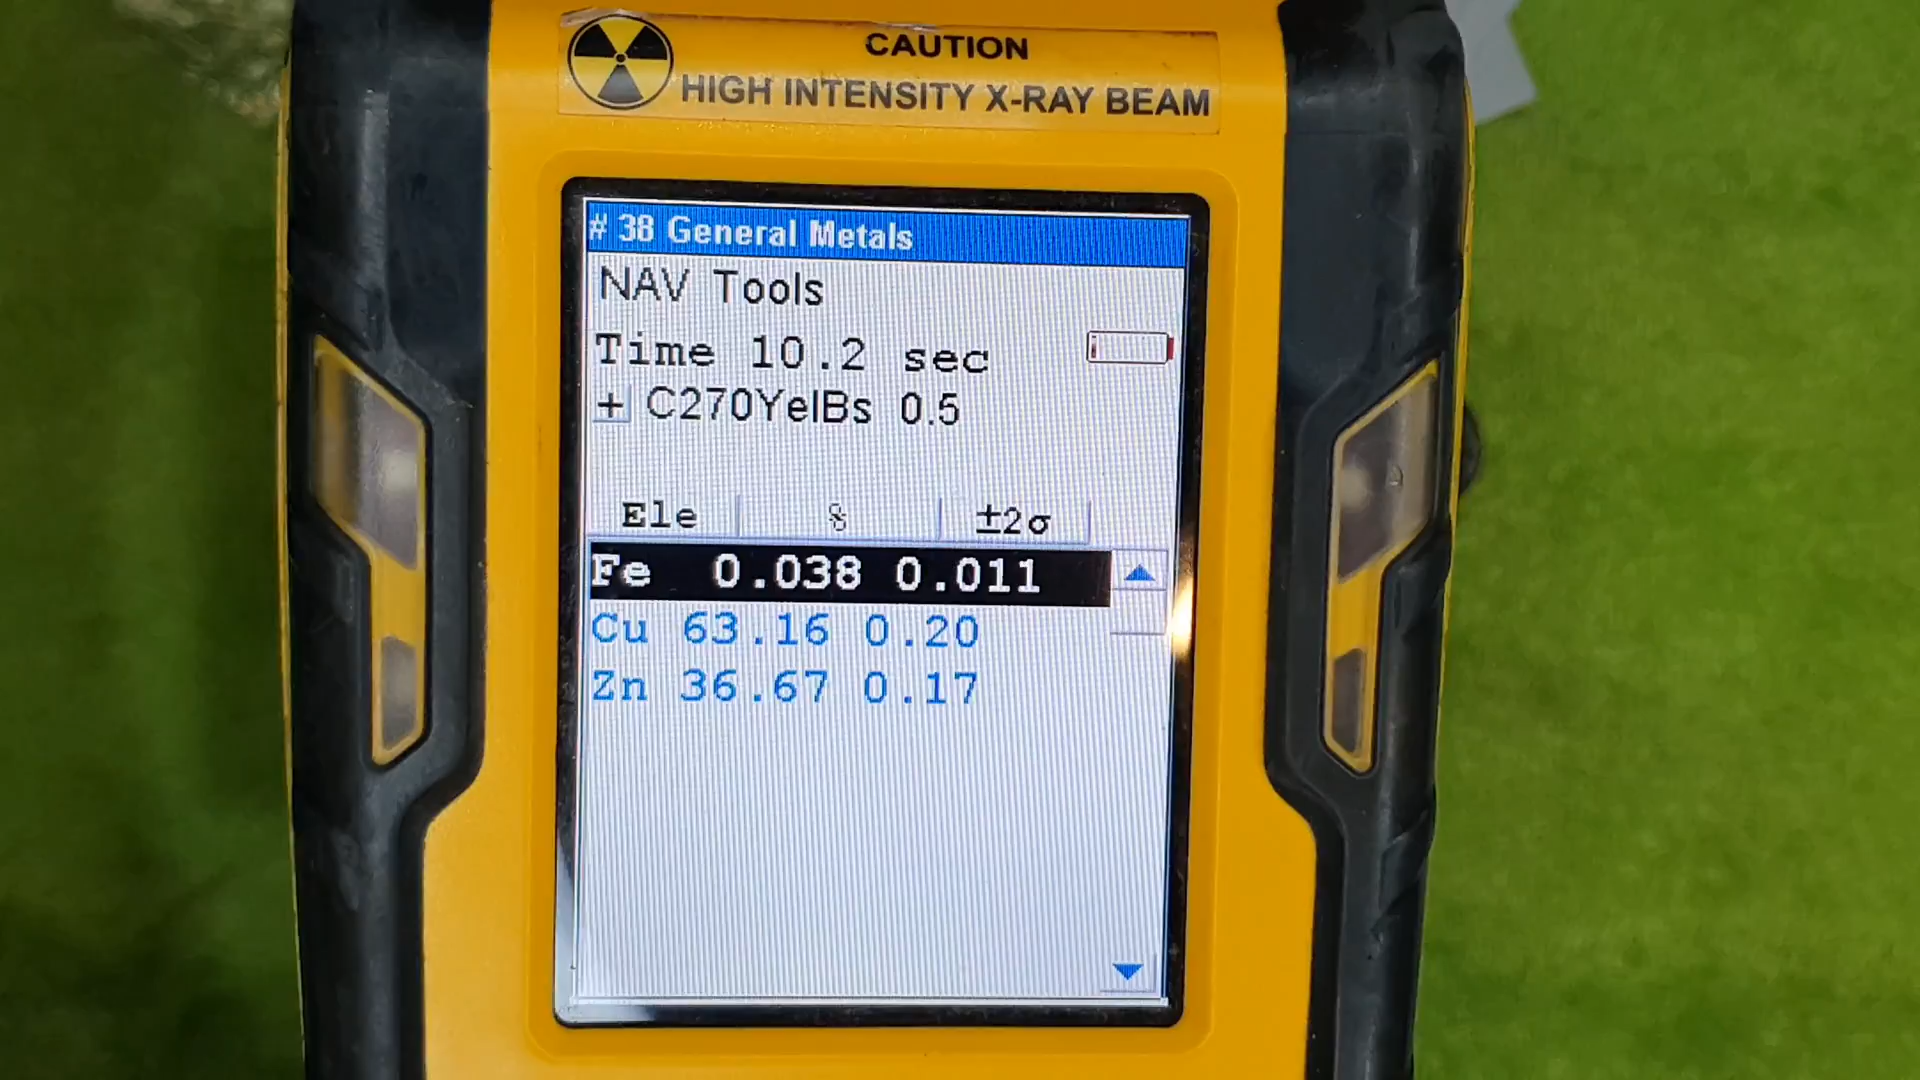 CAUTION
HIGH INTENSITY X-RAY BEAM
# 38 General Metals
NAV Tools
Time 10.2 sec
+ C270YelBs 0.5
Ele % ±2σ
Fe 0.038 0.011
Cu 63.16 0.20
Zn 36.67 0.17